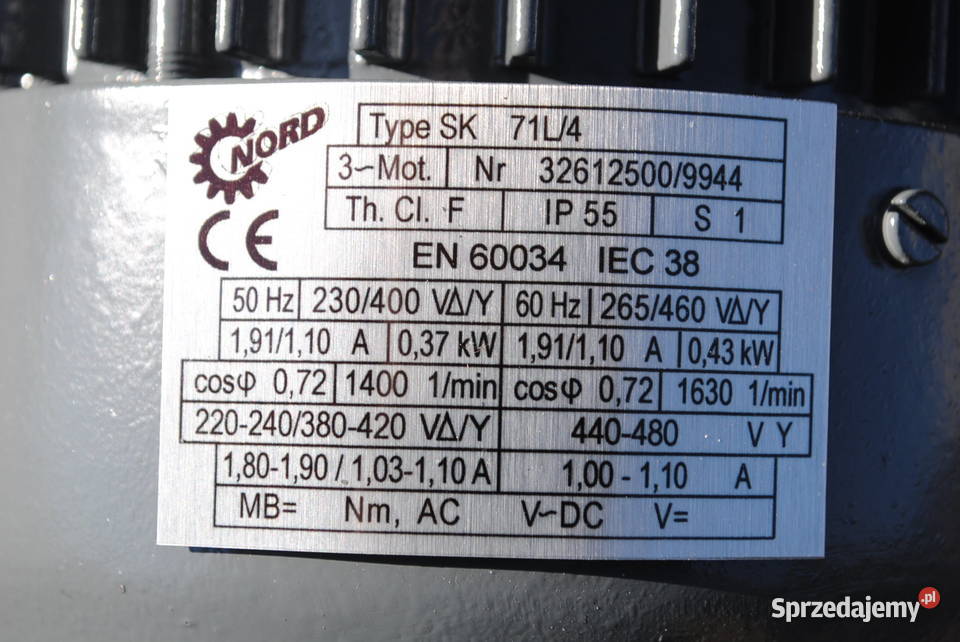 NORD
Type SK 71L/4
3~Mot. Nr 32612500/9944
Th. Cl. F IP 55 S 1
CE
EN 60034 IEC 38
50 Hz 230/400 VΔ/Y 60 Hz 265/460 VΔ/Y
1,91/1,10 A 0,37 kW 1,91/1,10 A 0,43 kW
cosφ 0,72 1400 1/min cosφ 0,72 1630 1/min
220-240/380-420 VΔ/Y 440-480 V Y
1,80-1,90 / 1,03-1,10 A 1,00 - 1,10 A
MB= Nm, AC V~DC V=
Sprzedajemy.pl